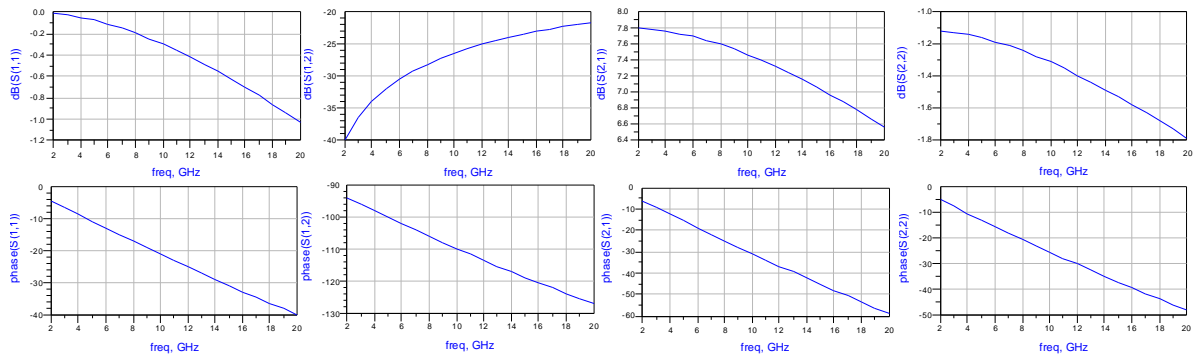 dB(S(1,1))
0.0
-0.2
-0.4
-0.6
-0.8
-1.0
-1.2
2 4 6 8 10 12 14 16 18 20
freq, GHz
dB(S(1,2))
-20
-25
-30
-35
-40
2 4 6 8 10 12 14 16 18 20
freq, GHz
dB(S(2,1))
8.0
7.8
7.6
7.4
7.2
7.0
6.8
6.6
6.4
2 4 6 8 10 12 14 16 18 20
freq, GHz
dB(S(2,2))
-1.0
-1.2
-1.4
-1.6
-1.8
2 4 6 8 10 12 14 16 18 20
freq, GHz
phase(S(1,1))
0
-10
-20
-30
-40
2 4 6 8 10 12 14 16 18 20
freq, GHz
phase(S(1,2))
-90
-100
-110
-120
-130
2 4 6 8 10 12 14 16 18 20
freq, GHz
phase(S(2,1))
0
-10
-20
-30
-40
-50
-60
2 4 6 8 10 12 14 16 18 20
freq, GHz
phase(S(2,2))
0
-10
-20
-30
-40
-50
2 4 6 8 10 12 14 16 18 20
freq, GHz